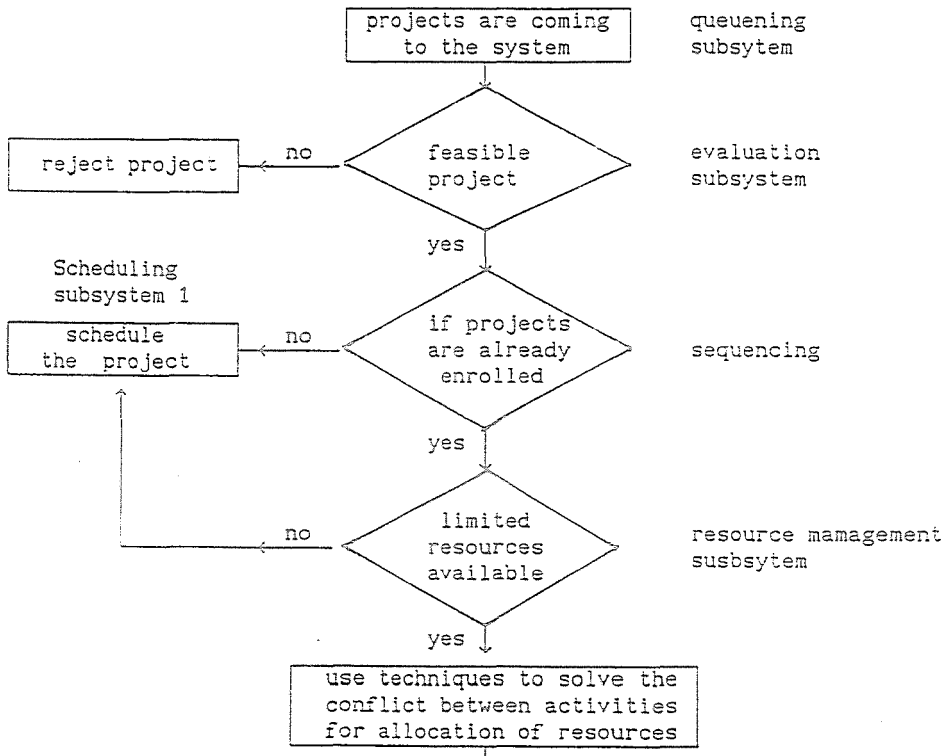 projects are coming
to the system
queuening
subsytem
no
reject project
feasible
project
evaluation
subsystem
yes
Scheduling
subsystem 1
schedule
the project
no
if projects
are already
enrolled
sequencing
yes
no
limited
resources
available
resource mamagement
susbsytem
yes
use techniques to solve the
conflict between activities
for allocation of resources